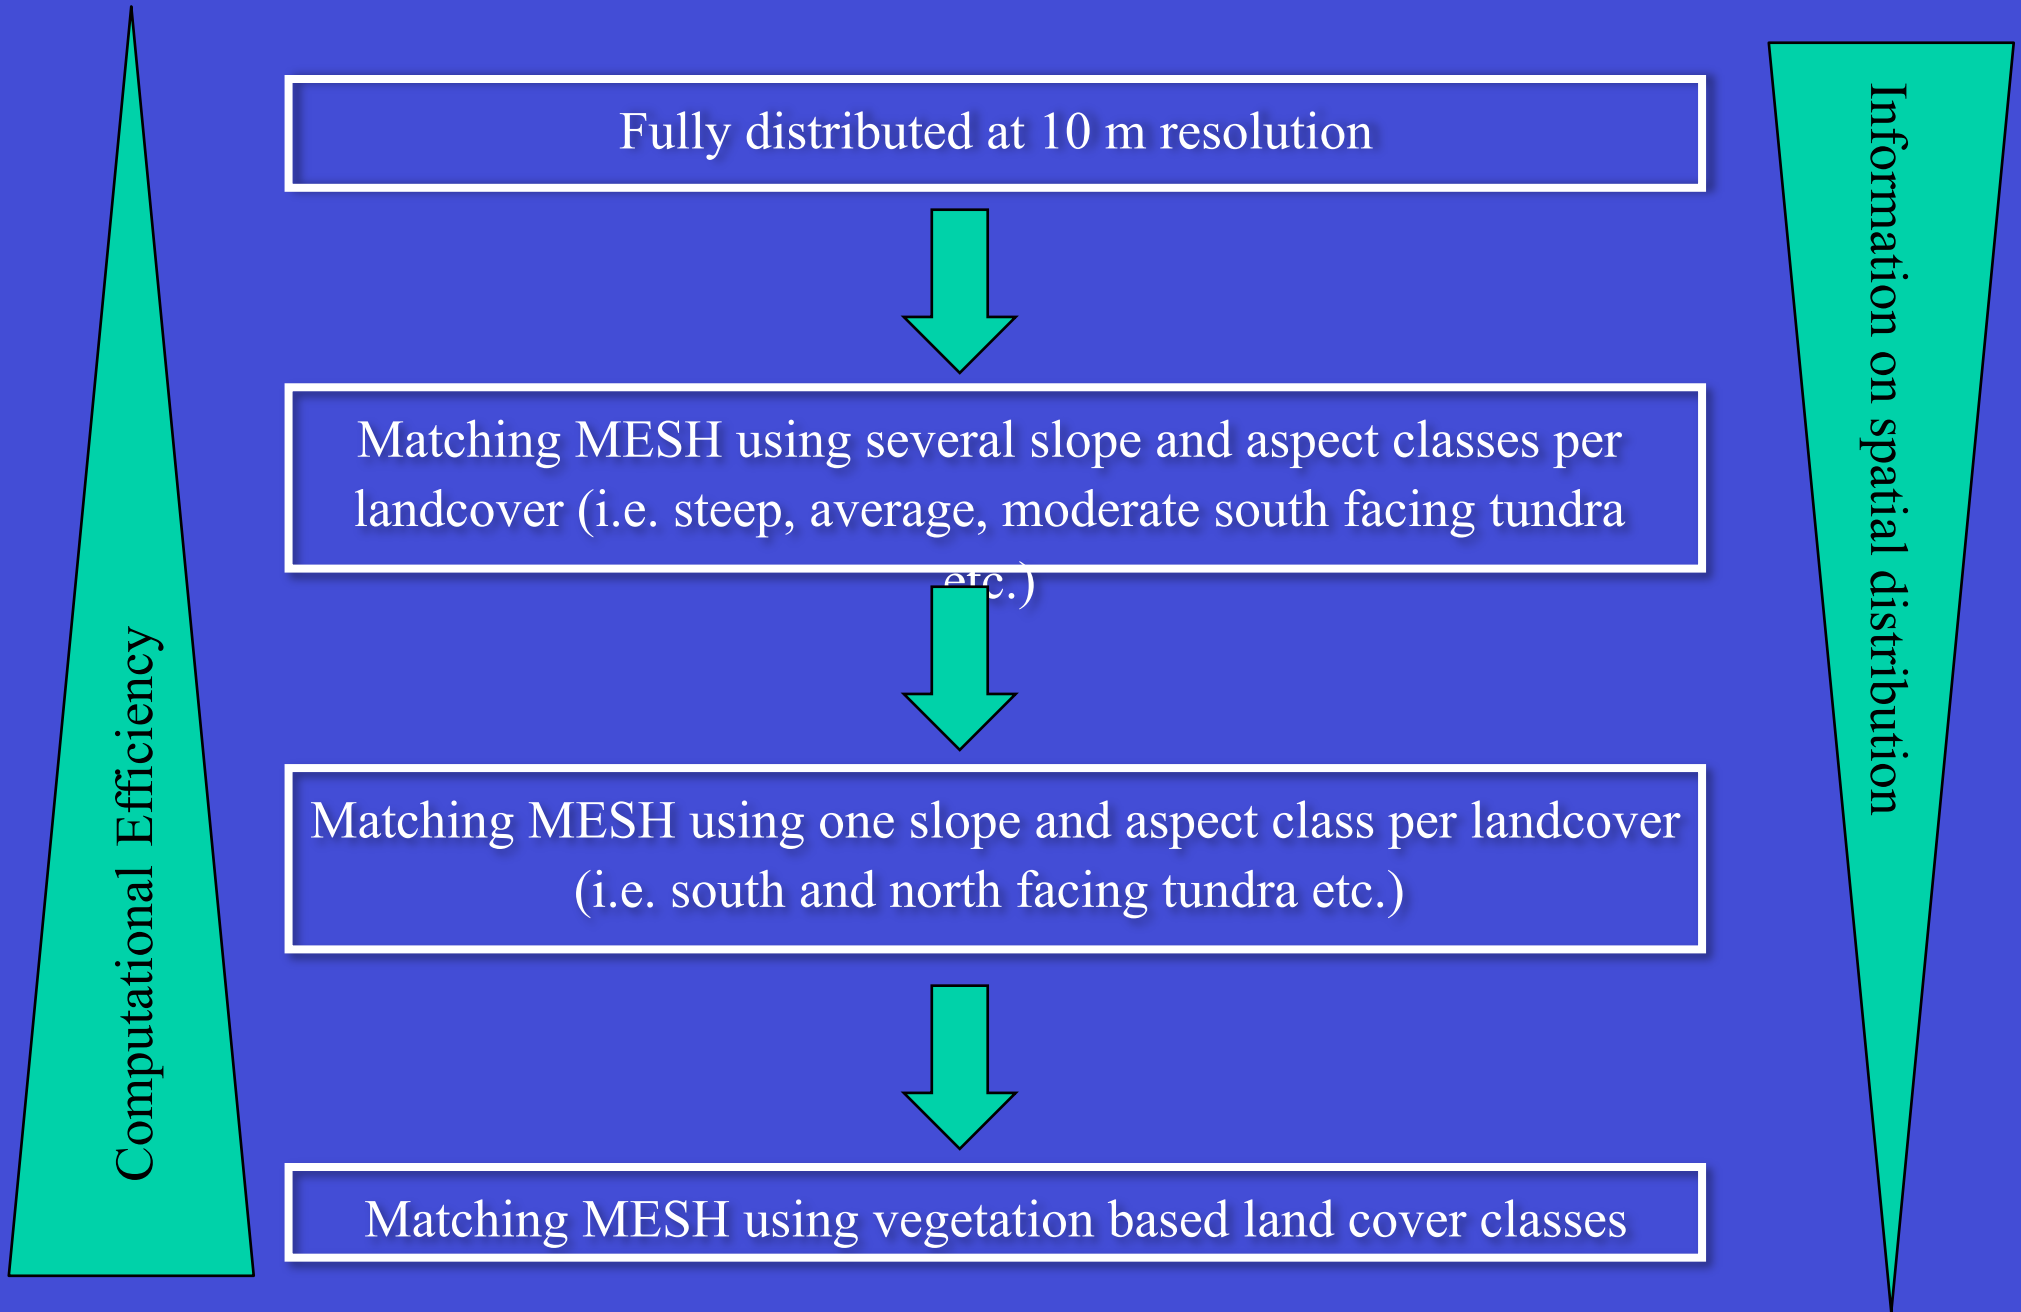 Fully distributed at 10 m resolution
Matching MESH using several slope and aspect classes per
landcover (i.e. steep, average, moderate south facing tundra
etc.)
Matching MESH using one slope and aspect class per landcover
(i.e. south and north facing tundra etc.)
Matching MESH using vegetation based land cover classes
Computational Efficiency
Information on spatial distribution